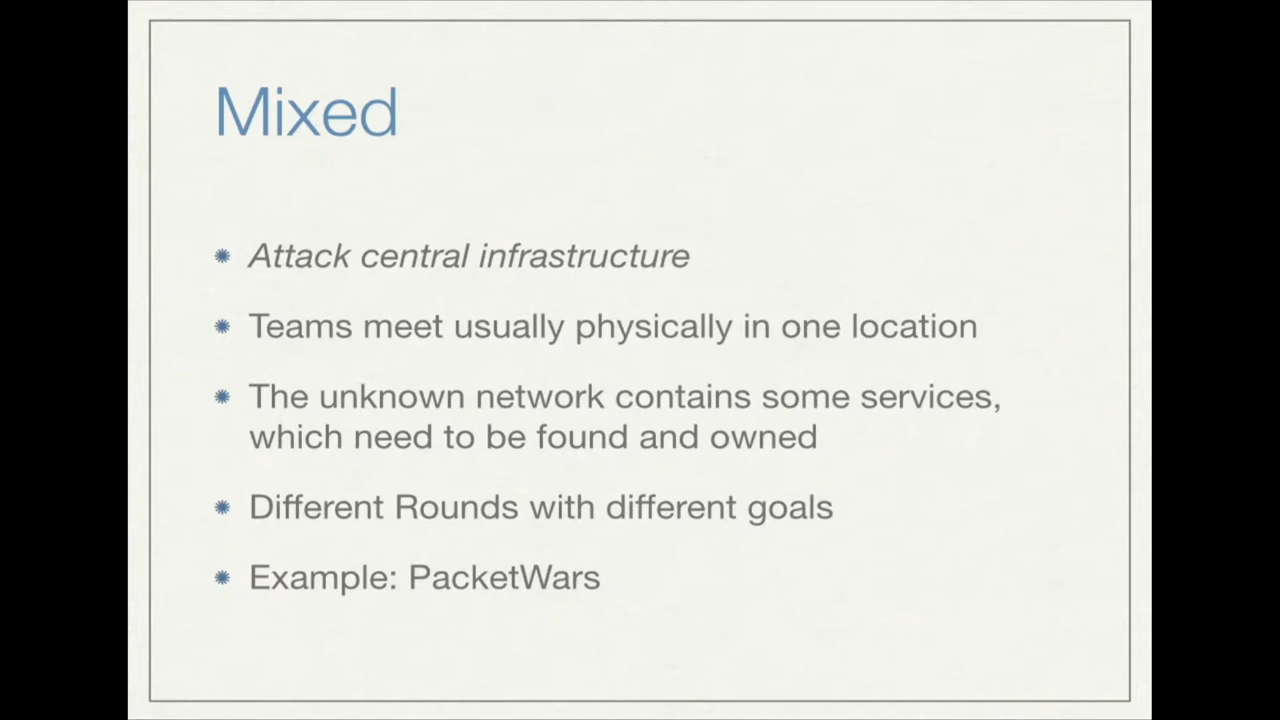 Mixed
Attack central infrastructure
Teams meet usually physically in one location
The unknown network contains some services,
which need to be found and owned
Different Rounds with different goals
Example: PacketWars